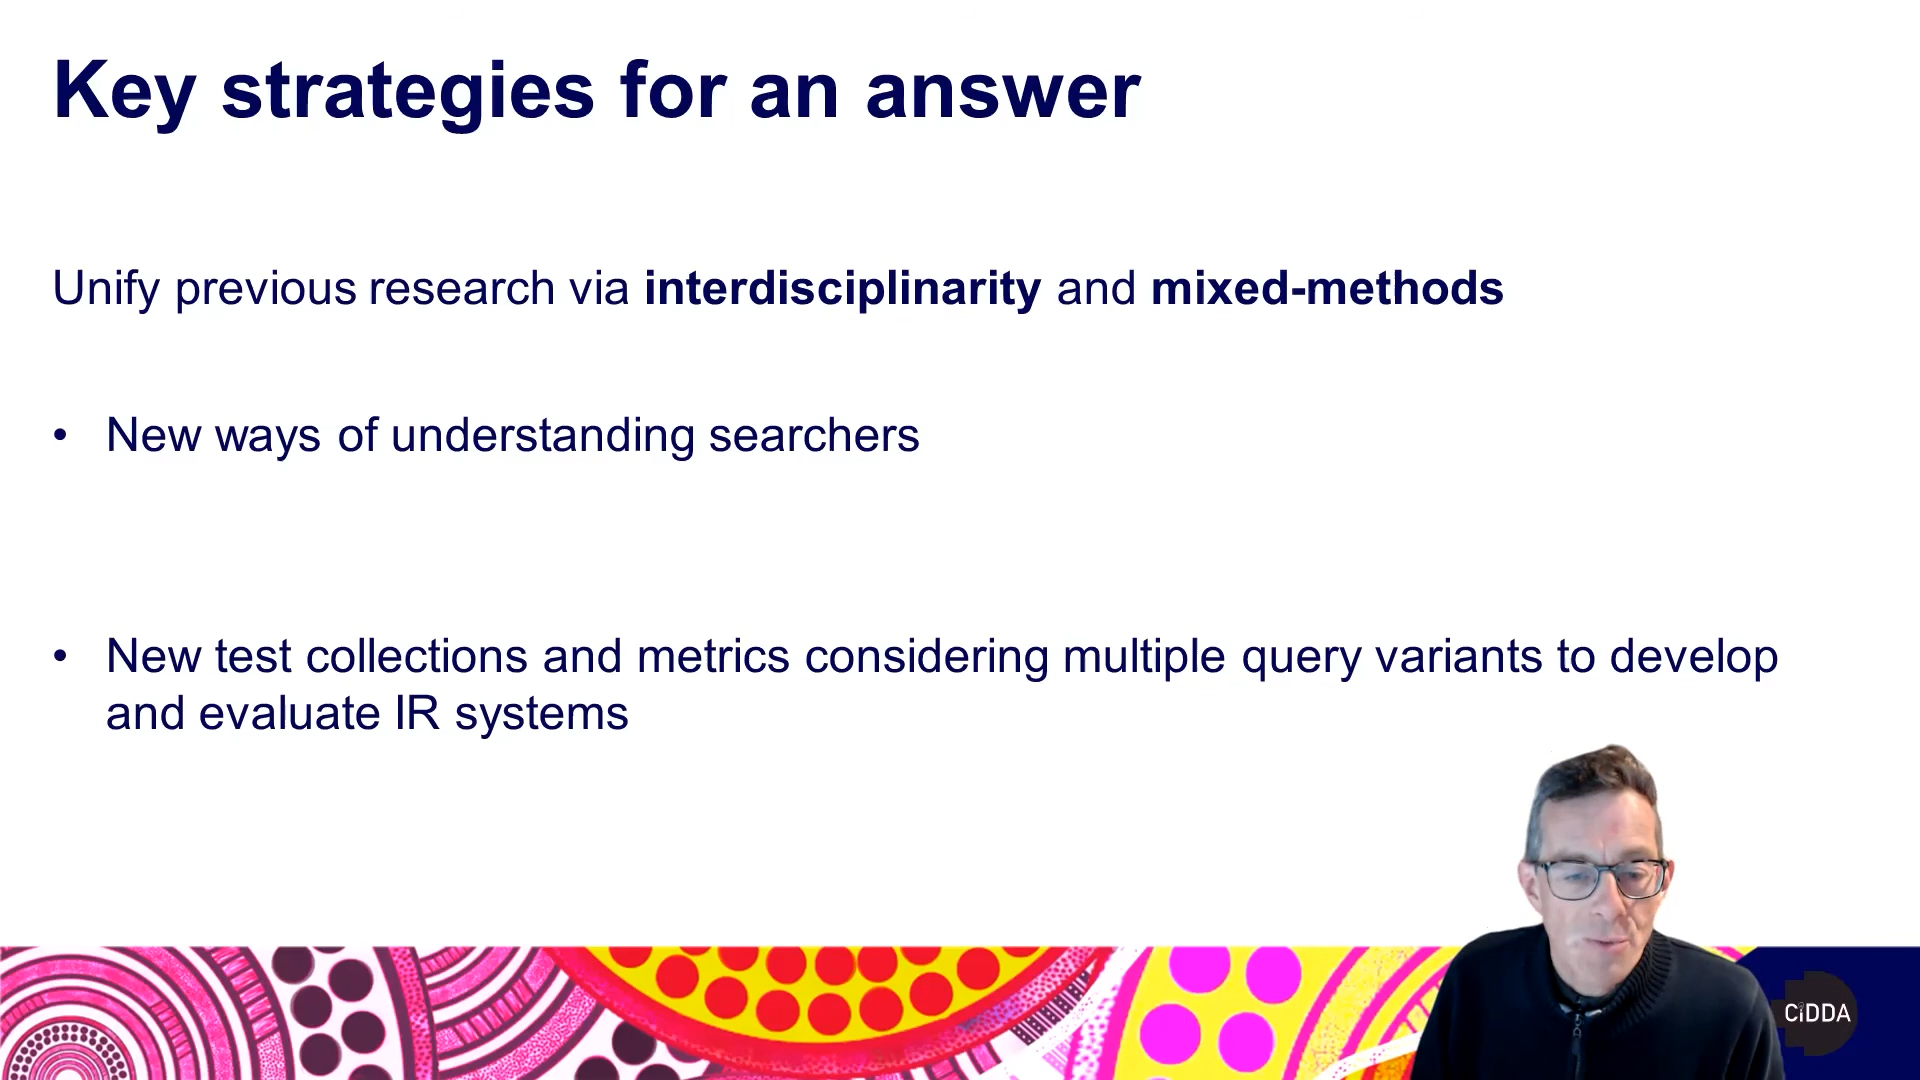 Key strategies for an answer
Unify previous research via interdisciplinarity and mixed-methods
• New ways of understanding searchers
• New test collections and metrics considering multiple query variants to develop
and evaluate IR systems
CiDDA